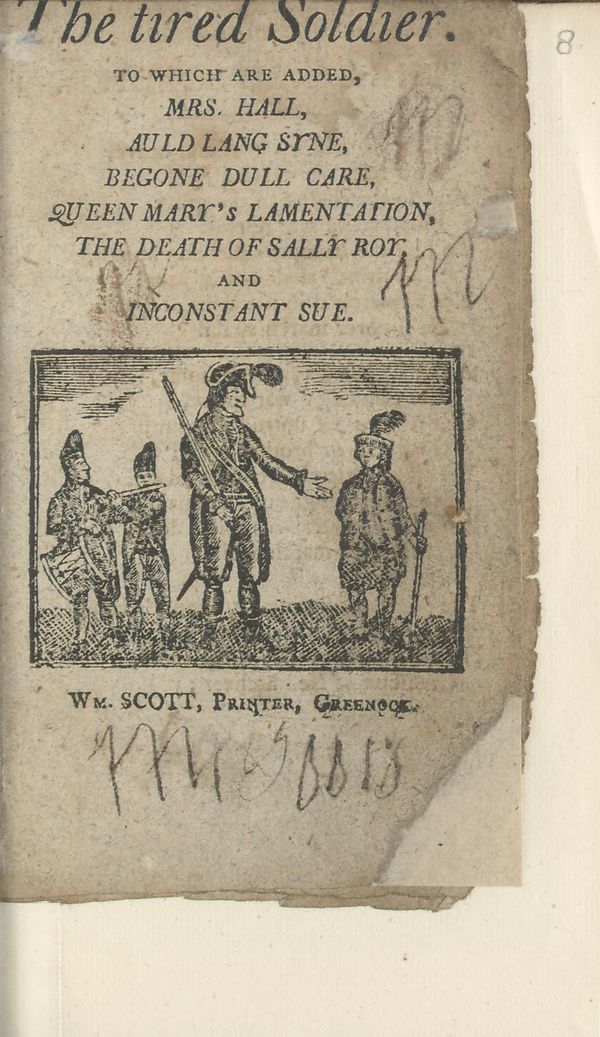 The tired Soldier.
TO WHICH ARE ADDED,
MRS. HALL,
AULD LANG SYNE,
BEGONE DULL CARE,
QUEEN MARY's LAMENTATION,
THE DEATH OF SALLY ROY,
AND
INCONSTANT SUE.
WM. SCOTT, PRINTER, GREENOCK.
8